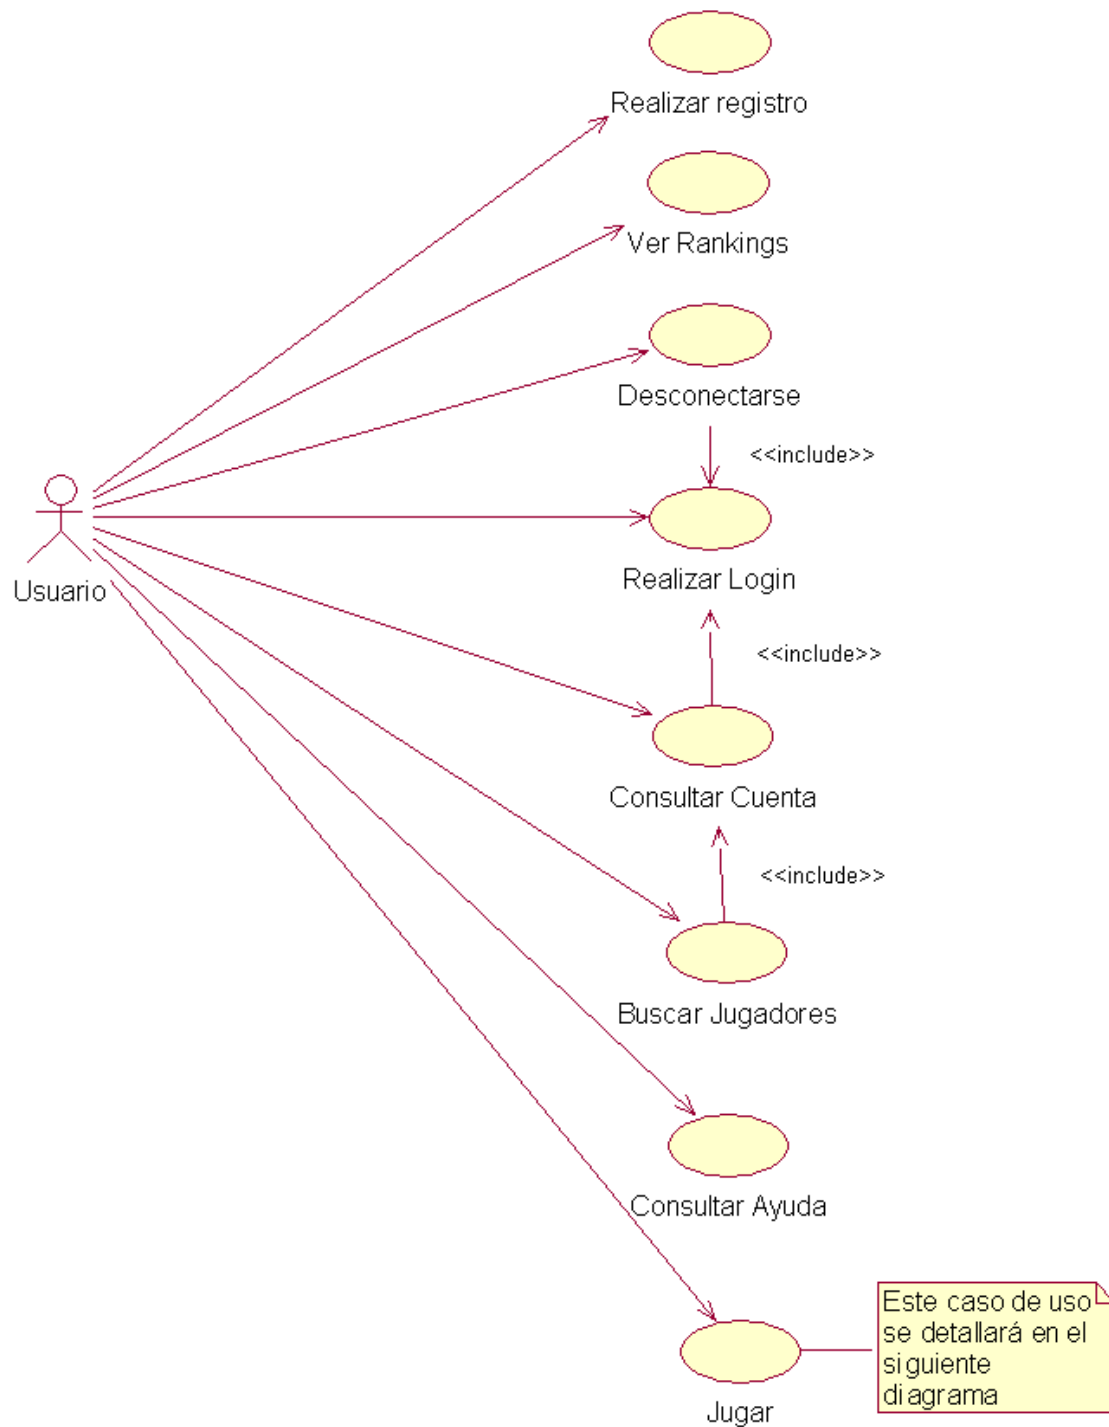 Realizar registro
Ver Rankings
Desconectarse
<<include>>
Usuario
Realizar Login
<<include>>
Consultar Cuenta
<<include>>
Buscar Jugadores
Consultar Ayuda
Este caso de uso
se detallará en el
siguiente
diagrama
Jugar